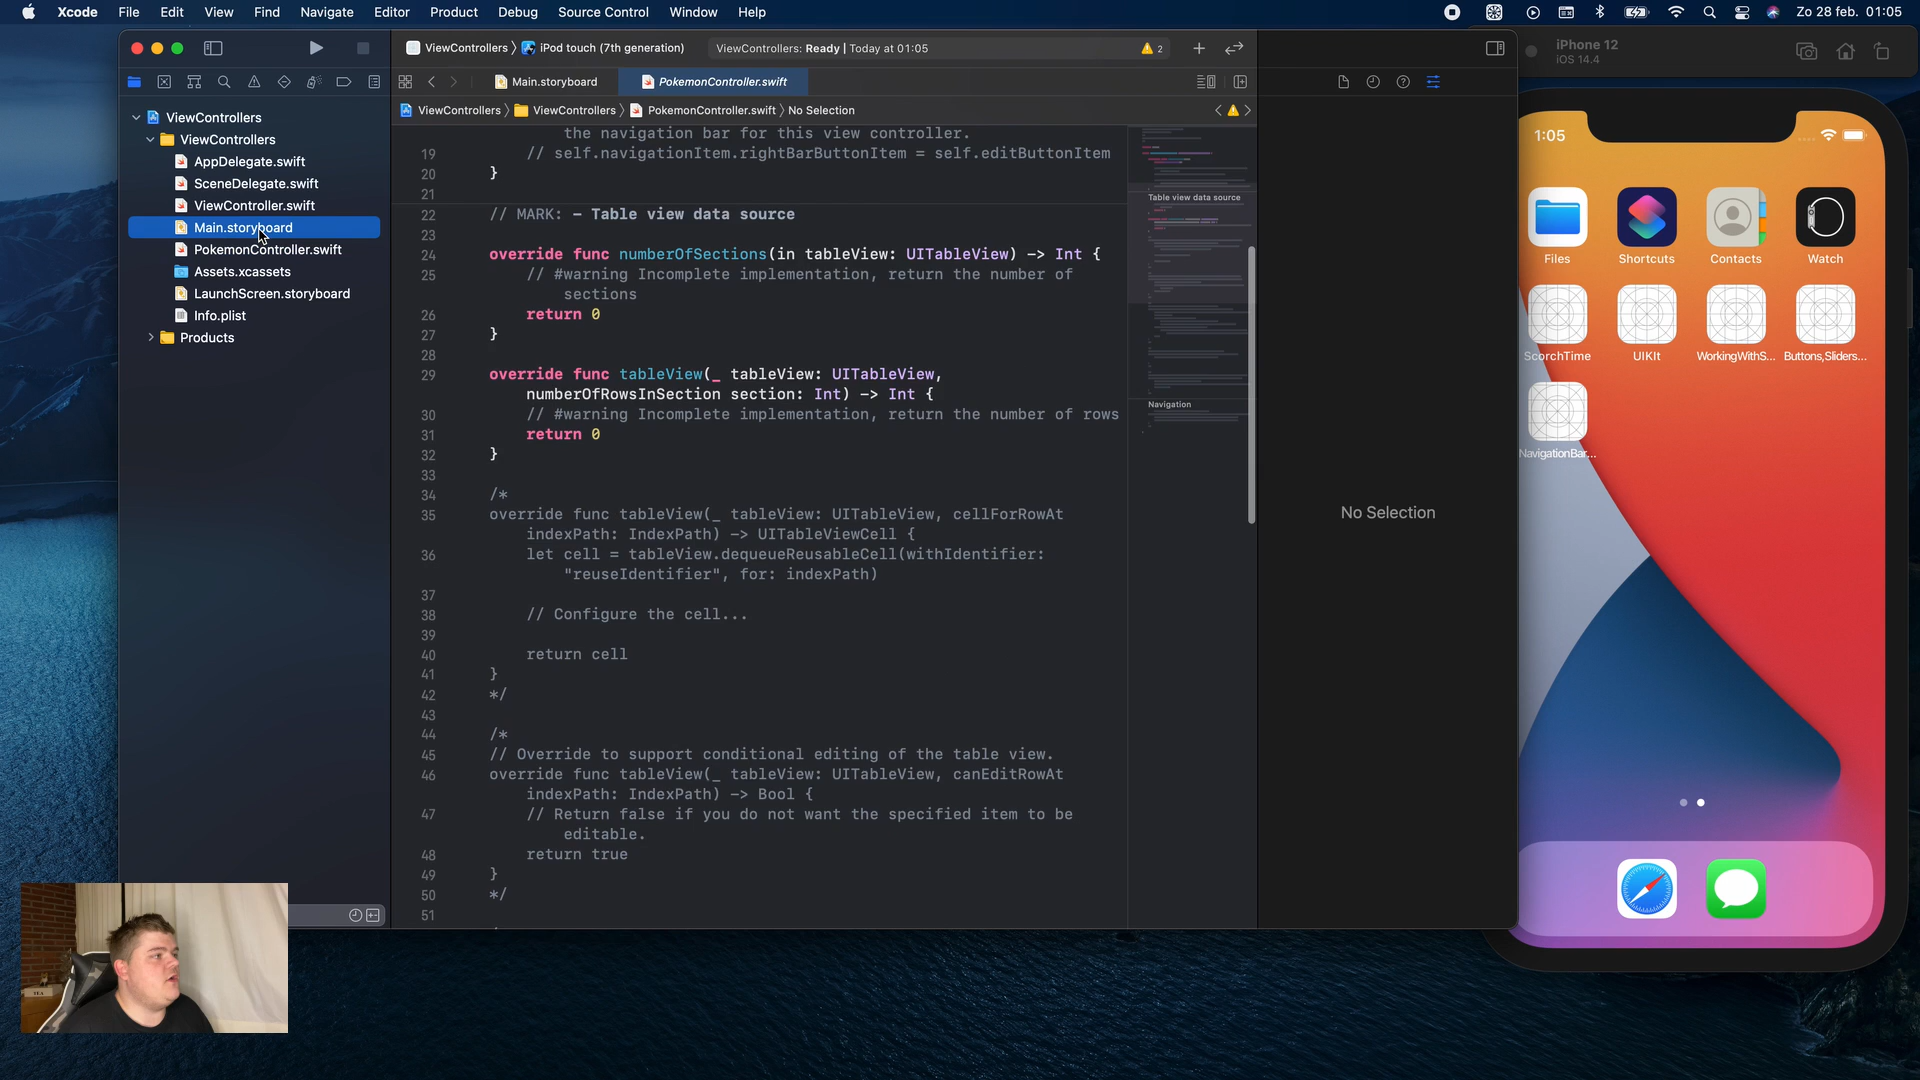 Xcode File Edit View Find Navigate Editor Product Debug Source Control Window Help Zo 28 feb. 01:05
ViewControllers iPod touch (7th generation) ViewControllers: Ready | Today at 01:05 2
iPhone 12
iOS 14.4
Main.storyboard PokemonController.swift
ViewControllers ViewControllers PokemonController.swift No Selection
ViewControllers
ViewControllers
AppDelegate.swift
SceneDelegate.swift
ViewController.swift
Main.storyboard
PokemonController.swift
Assets.xcassets
LaunchScreen.storyboard
Info.plist
Products
the navigation bar for this view controller.
19 // self.navigationItem.rightBarButtonItem = self.editButtonItem
20 }
21
22 // MARK: - Table view data source
23
24 override func numberOfSections(in tableView: UITableView) -> Int {
25 // #warning Incomplete implementation, return the number of
sections
26 return 0
27 }
28
29 override func tableView(_ tableView: UITableView,
numberOfRowsInSection section: Int) -> Int {
30 // #warning Incomplete implementation, return the number of rows
31 return 0
32 }
33
34 /*
35 override func tableView(_ tableView: UITableView, cellForRowAt
indexPath: IndexPath) -> UITableViewCell {
36 let cell = tableView.dequeueReusableCell(withIdentifier:
"reuseIdentifier", for: indexPath)
37
38 // Configure the cell...
39
40 return cell
41 }
42 */
43
44 /*
45 // Override to support conditional editing of the table view.
46 override func tableView(_ tableView: UITableView, canEditRowAt
indexPath: IndexPath) -> Bool {
47 // Return false if you do not want the specified item to be
editable.
48 return true
49 }
50 */
51
Table view data source
Navigation
No Selection
1:05
Files Shortcuts Contacts Watch
ScorchTime UIKIt WorkingWithS... Buttons,Sliders...
NavigationBar...